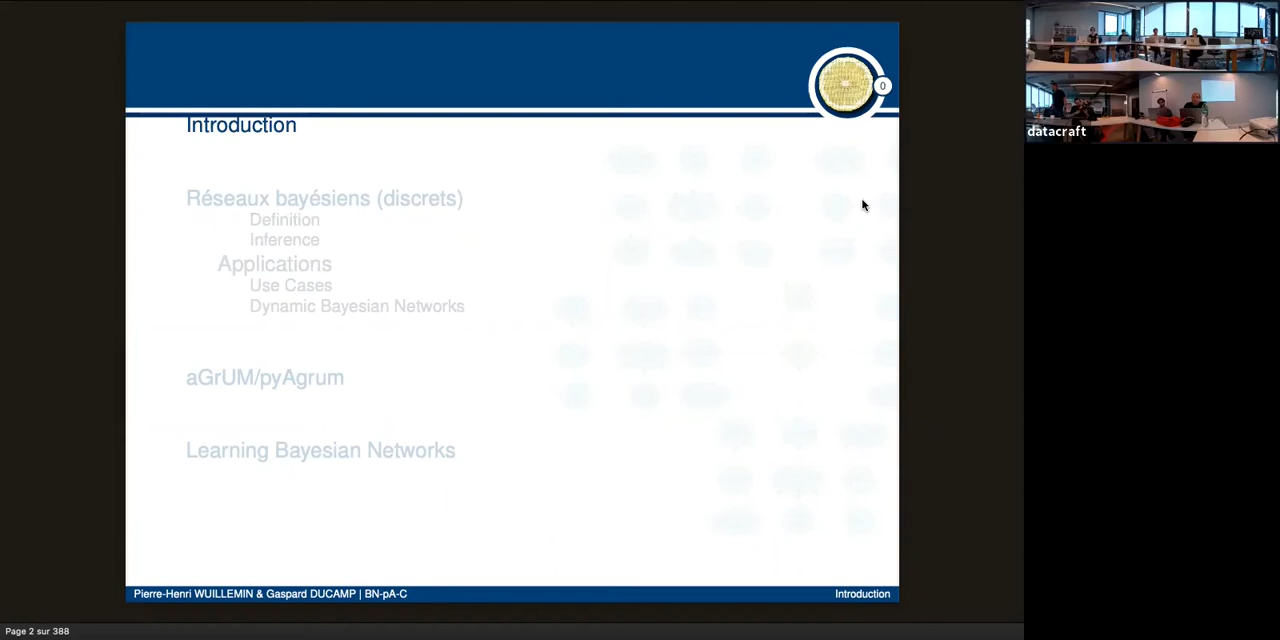 0
Introduction
Réseaux bayésiens (discrets)
Definition
Inference
Applications
Use Cases
Dynamic Bayesian Networks
aGrUM/pyAgrum
Learning Bayesian Networks
Pierre-Henri WUILLEMIN & Gaspard DUCAMP | BN-pA-C
Introduction
Page 2 sur 388
datacraft